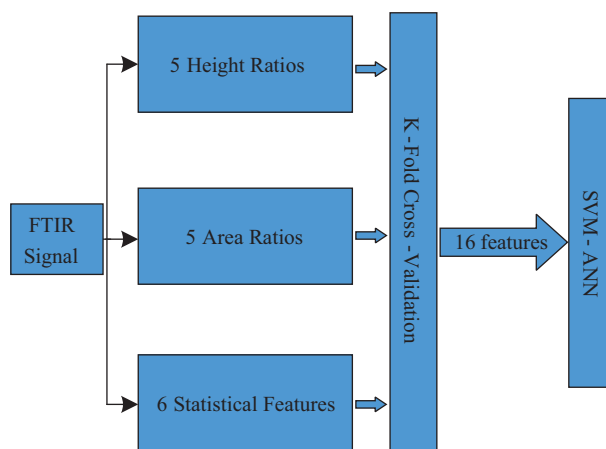 FTIR
Signal
5 Height Ratios
5 Area Ratios
6 Statistical Features
K - Fold Cross - Validation
16 features
SVM - ANN